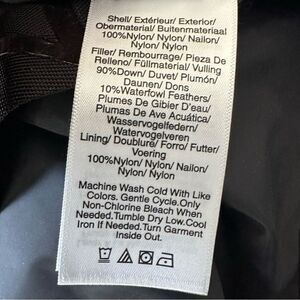 Shell/ Extérieur/ Exterior/
Obermaterial/ Buitenmateriaal
100%Nylon/ Nylon/ Nailon/
Nylon/ Nylon
Filler/ Rembourrage/ Pieza De
Relleno/ Füllmaterial/ Vulling
90%Down/ Duvet/ Plumón/
Daunen/ Dons
10%Waterfowl Feathers/
Plumes De Gibier D'eau/
Plumas De Ave Acuática/
Wasservogelfedern/
Watervogelveren
Lining/ Doublure/ Forro/ Futter/
Voering
100%Nylon/ Nylon/ Nailon/
Nylon/ Nylon
Machine Wash Cold With Like
Colors. Gentle Cycle.Only
Non-Chlorine Bleach When
Needed.Tumble Dry Low.Cool
Iron If Needed.Turn Garment
Inside Out.